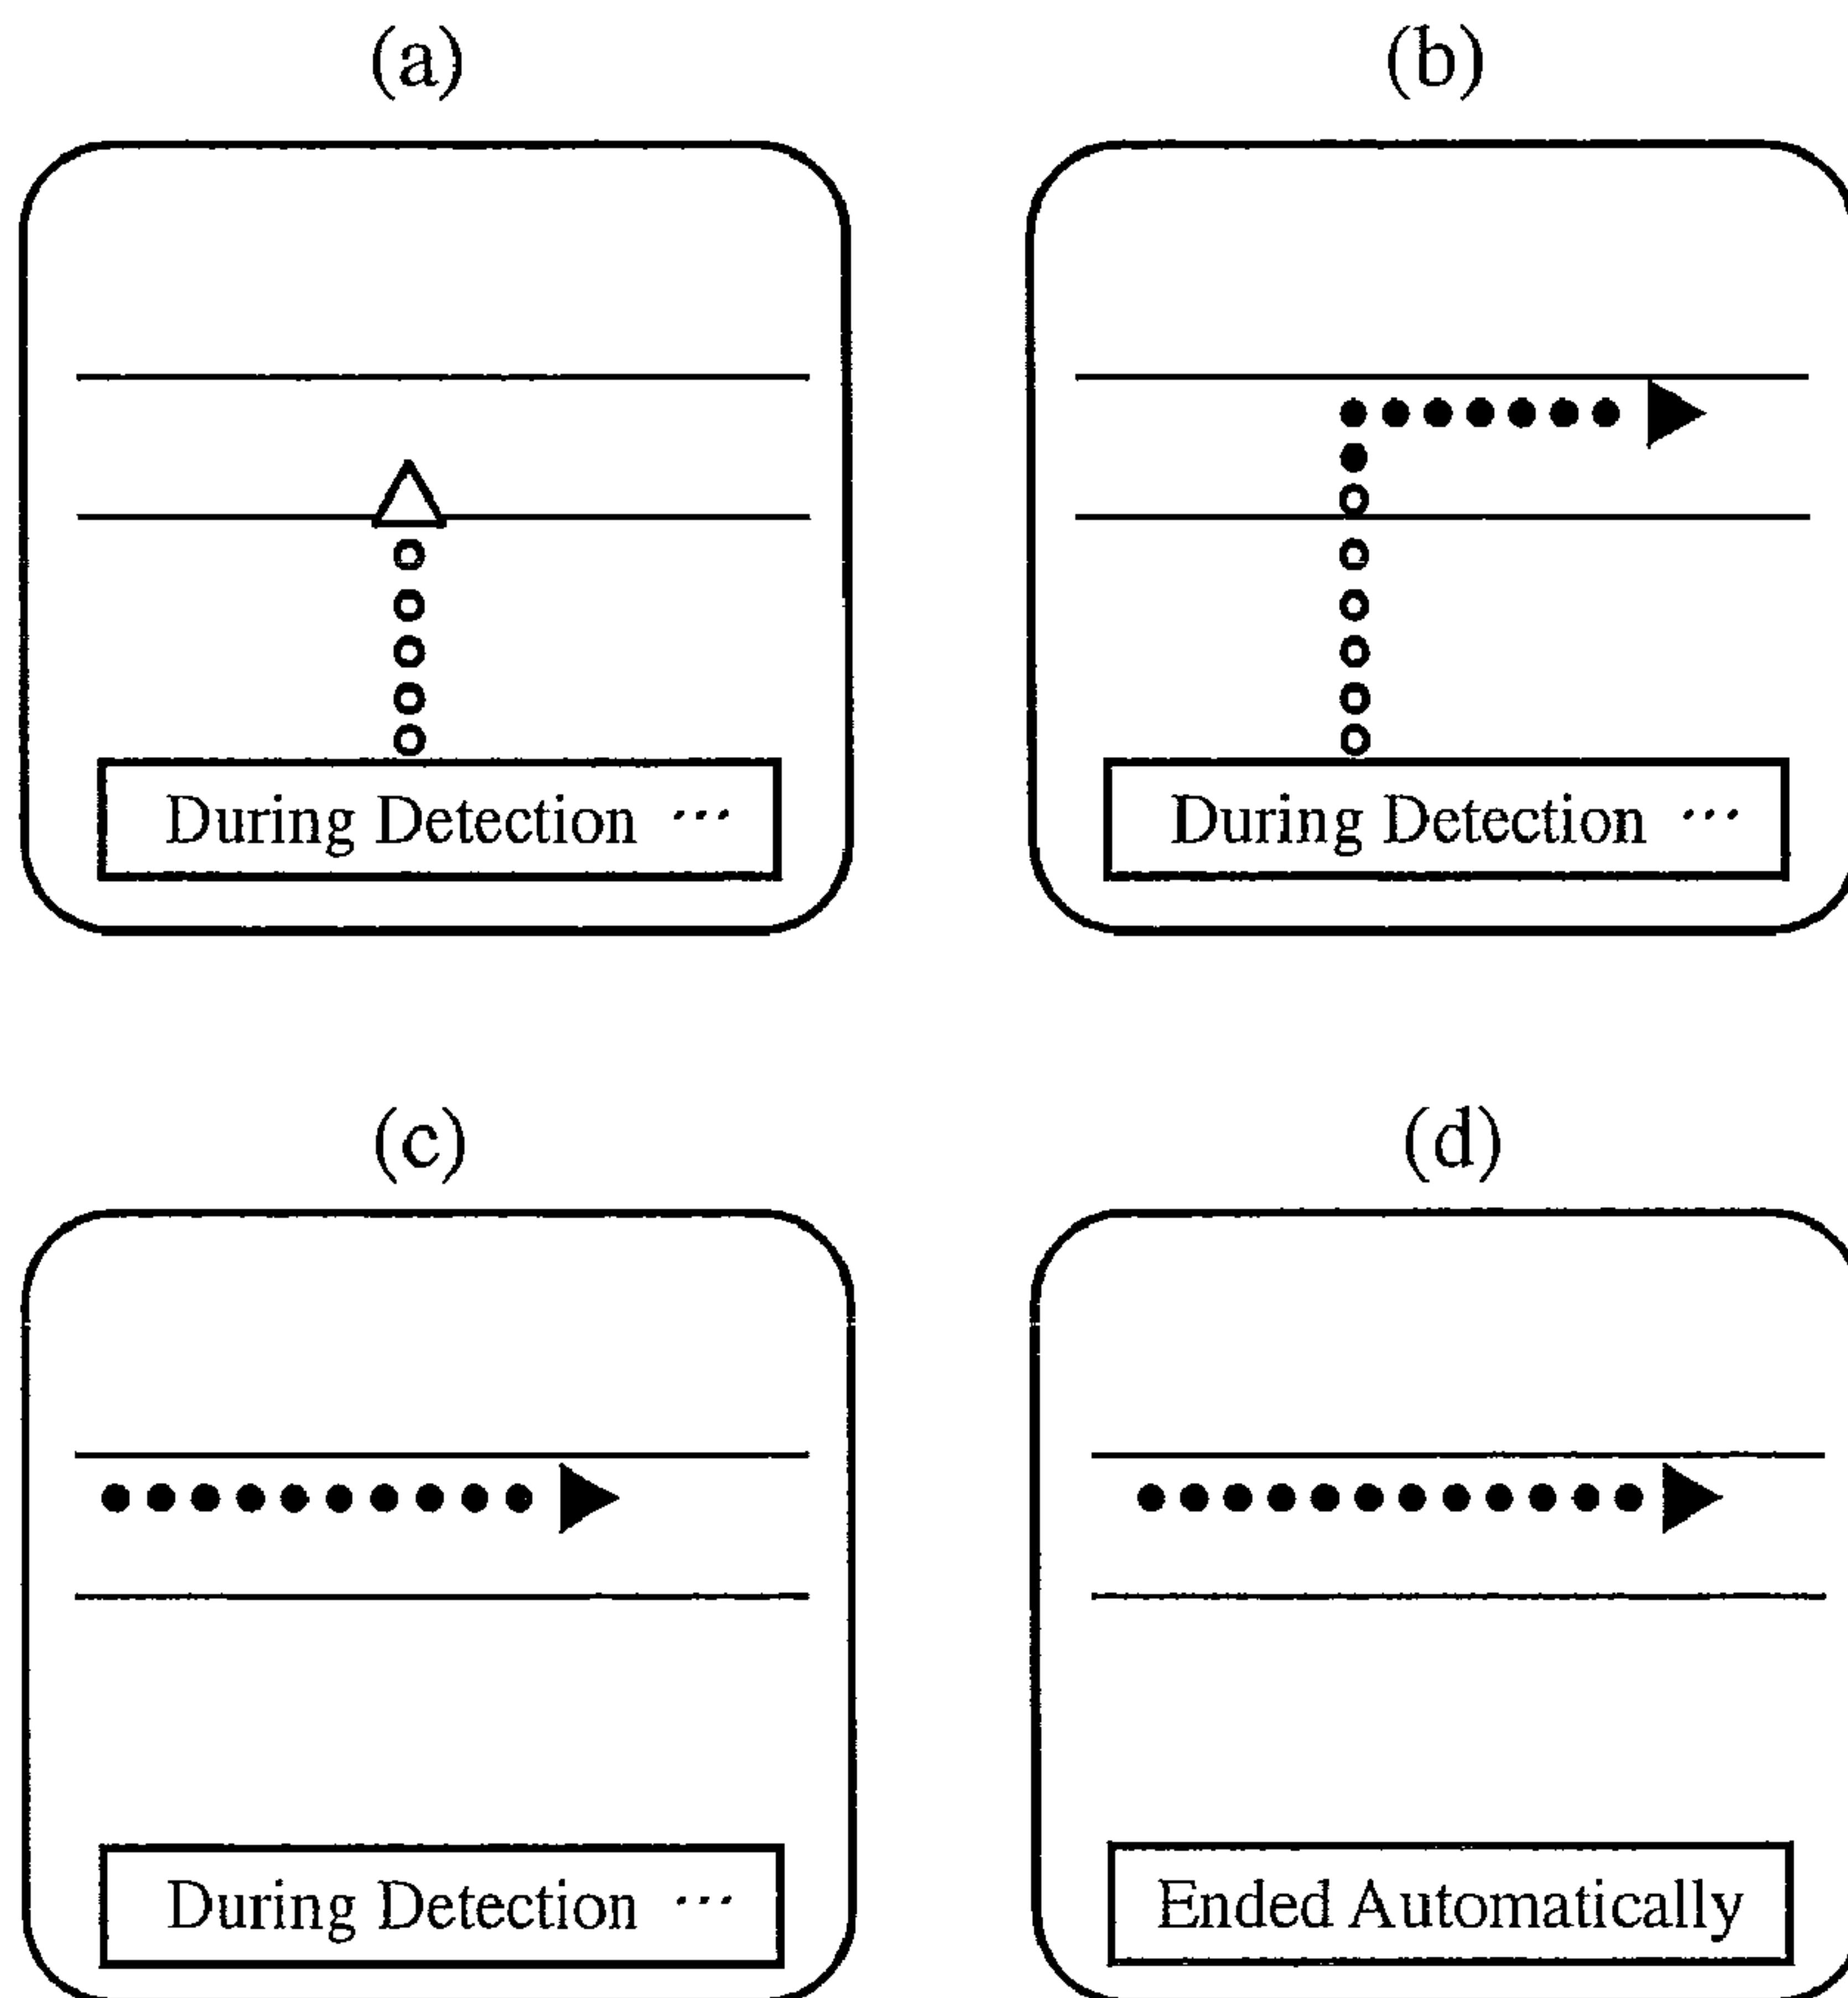 (a)
(b)
During Detection ···
During Detection ···
(c)
(d)
During Detection ···
Ended Automatically